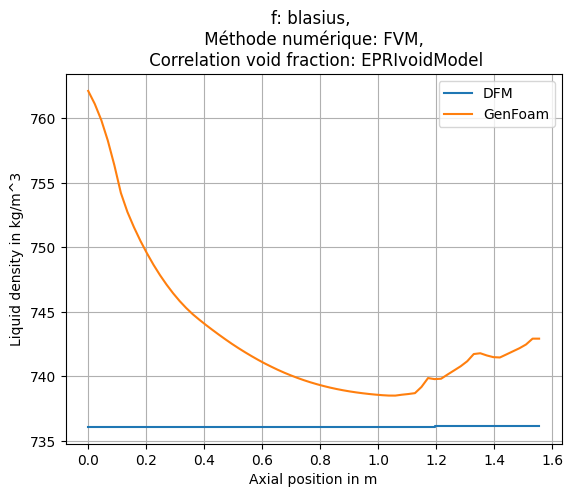 f: blasius,
Méthode numérique: FVM,
Correlation void fraction: EPRIvoidModel
DFM
GenFoam
Liquid density in kg/m^3
760
755
750
745
740
735
0.0 0.2 0.4 0.6 0.8 1.0 1.2 1.4 1.6
Axial position in m